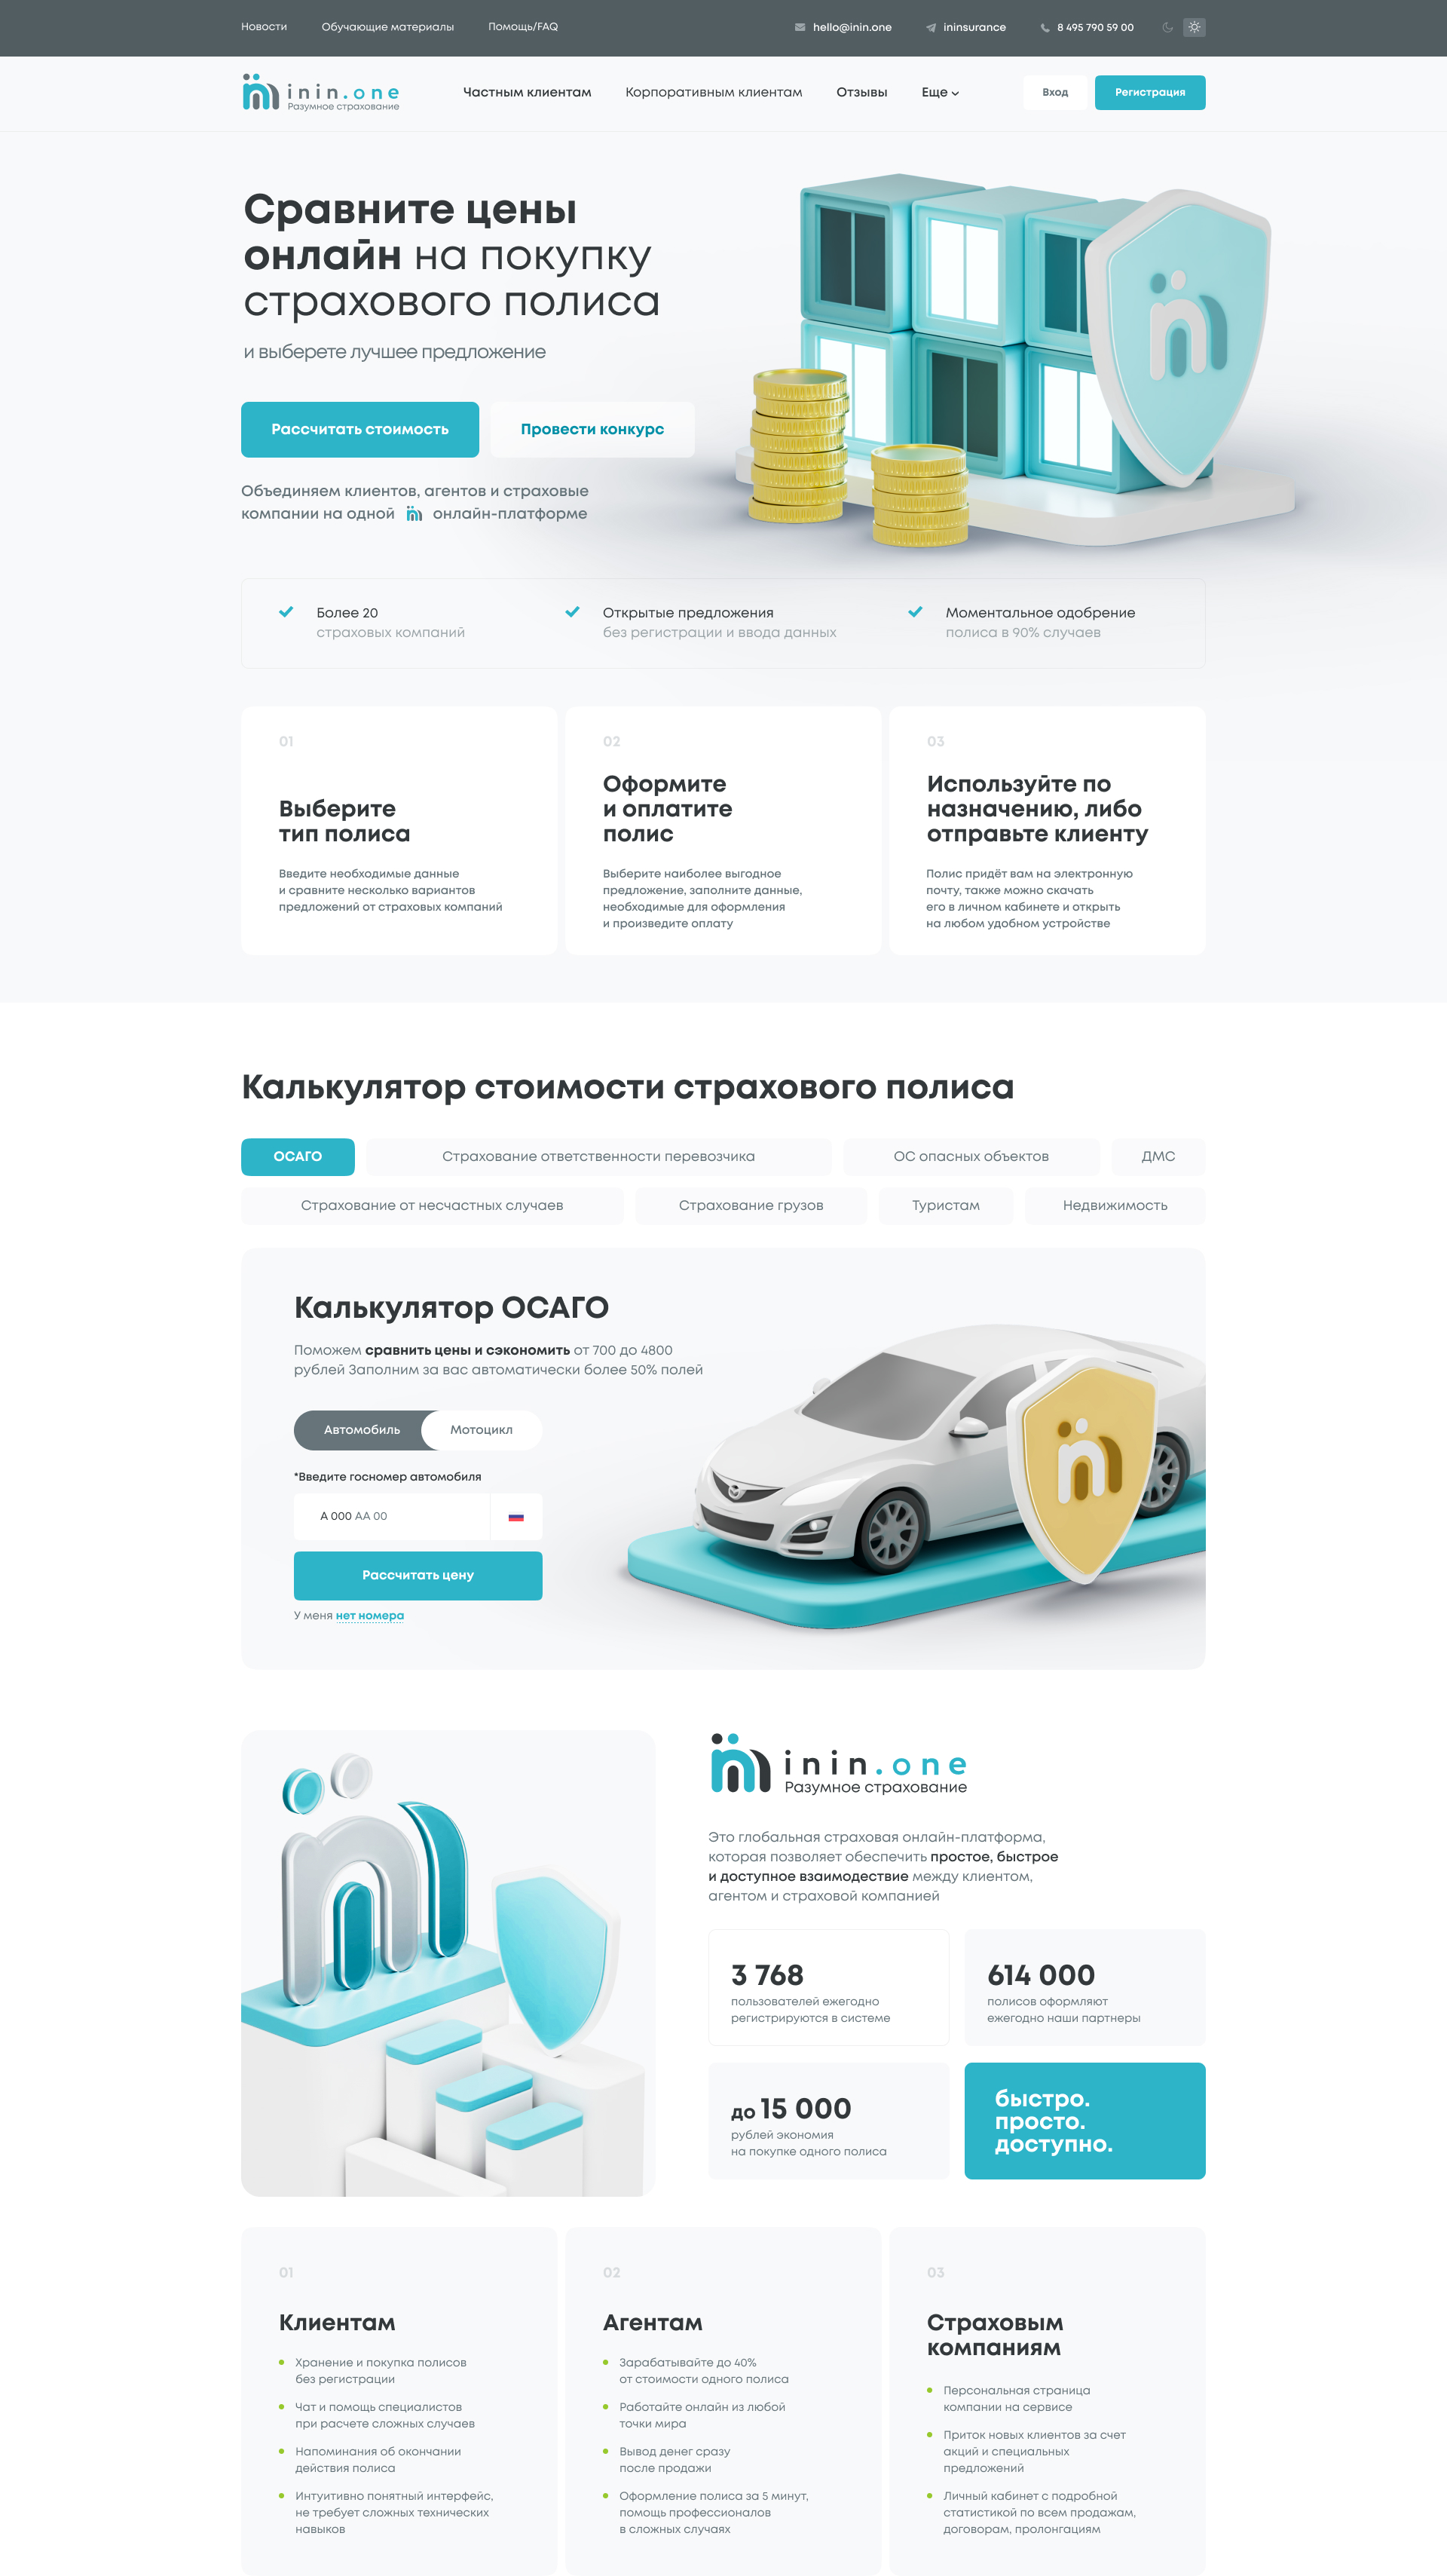 Новости
Обучающие материалы
Помощь/FAQ
hello@inin.one
ininsurance
8 495 790 59 00
inin.one
Разумное страхование
Частным клиентам
Корпоративным клиентам
Отзывы
Еще
Вход
Регистрация
Сравните цены
онлайн на покупку
страхового полиса
и выберете лучшее предложение
Рассчитать стоимость
Провести конкурс
Объединяем клиентов, агентов и страховые
компании на одной онлайн-платформе
Более 20
страховых компаний
Открытые предложения
без регистрации и ввода данных
Моментальное одобрение
полиса в 90% случаев
01
Выберите
тип полиса
Введите необходимые данные
и сравните несколько вариантов
предложений от страховых компаний
02
Оформите
и оплатите
полис
Выберите наиболее выгодное
предложение, заполните данные,
необходимые для оформления
и произведите оплату
03
Используйте по
назначению, либо
отправьте клиенту
Полис придёт вам на электронную
почту, также можно скачать
его в личном кабинете и открыть
на любом удобном устройстве
Калькулятор стоимости страхового полиса
ОСАГО
Страхование ответственности перевозчика
ОС опасных объектов
ДМС
Страхование от несчастных случаев
Страхование грузов
Туристам
Недвижимость
Калькулятор ОСАГО
Поможем сравнить цены и сэкономить от 700 до 4800
рублей Заполним за вас автоматически более 50% полей
Автомобиль
Мотоцикл
*Введите госномер автомобиля
А 000 АА 00
Рассчитать цену
У меня нет номера
inin.one
Разумное страхование
Это глобальная страховая онлайн-платформа,
которая позволяет обеспечить простое, быстрое
и доступное взаимодествие между клиентом,
агентом и страховой компанией
3 768
пользователей ежегодно
регистрируются в системе
614 000
полисов оформляют
ежегодно наши партнеры
до 15 000
рублей экономия
на покупке одного полиса
быстро.
просто.
доступно.
01
Клиентам
Хранение и покупка полисов
без регистрации
Чат и помощь специалистов
при расчете сложных случаев
Напоминания об окончании
действия полиса
Интуитивно понятный интерфейс,
не требует сложных технических
навыков
02
Агентам
Зарабатывайте до 40%
от стоимости одного полиса
Работайте онлайн из любой
точки мира
Вывод денег сразу
после продажи
Оформление полиса за 5 минут,
помощь профессионалов
в сложных случаях
03
Страховым
компаниям
Персональная страница
компании на сервисе
Приток новых клиентов за счет
акций и специальных
предложений
Личный кабинет с подробной
статистикой по всем продажам,
договорам, пролонгациям